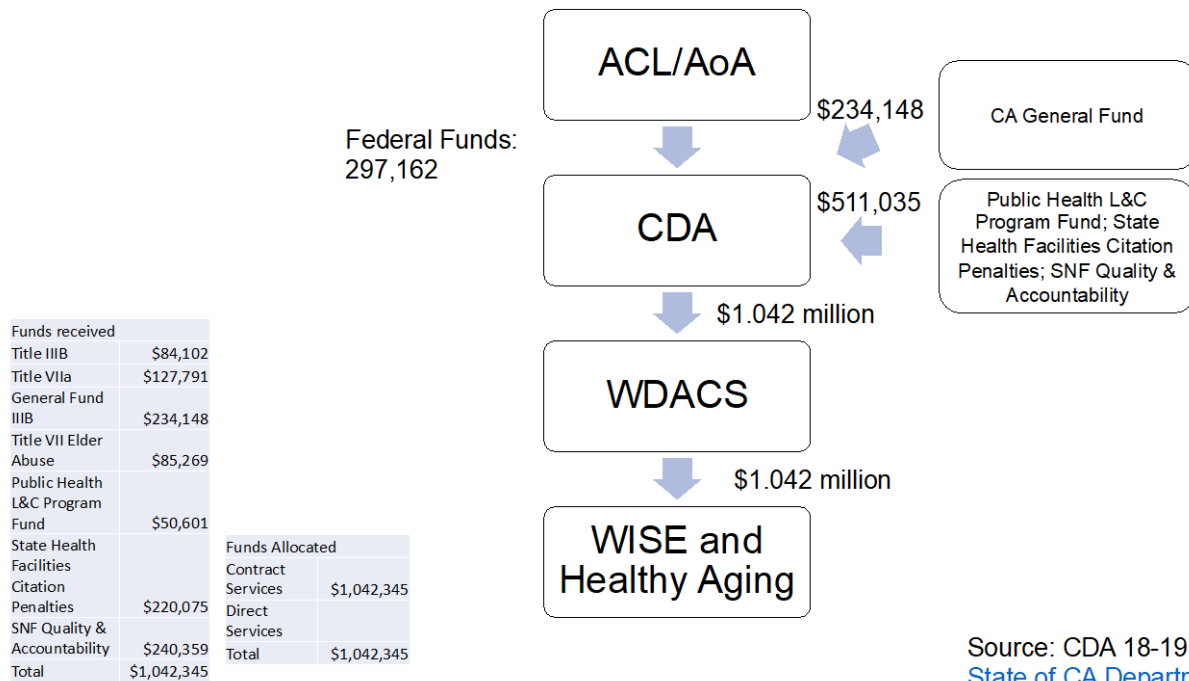 ACL/AoA
$234,148
CA General Fund
Federal Funds:
297,162
CDA
$511,035
Public Health L&C
Program Fund; State
Health Facilities Citation
Penalties; SNF Quality &
Accountability
$1.042 million
WDACS
$1.042 million
WISE and
Healthy Aging
Funds received
Title IIIB $84,102
Title VIIa $127,791
General Fund
IIIB $234,148
Title VII Elder
Abuse $85,269
Public Health
L&C Program
Fund $50,601
State Health
Facilities
Citation
Penalties $220,075
SNF Quality &
Accountability $240,359
Total $1,042,345
Funds Allocated
Contract
Services $1,042,345
Direct
Services
Total $1,042,345
Source: CDA 18-19
State of CA Departm